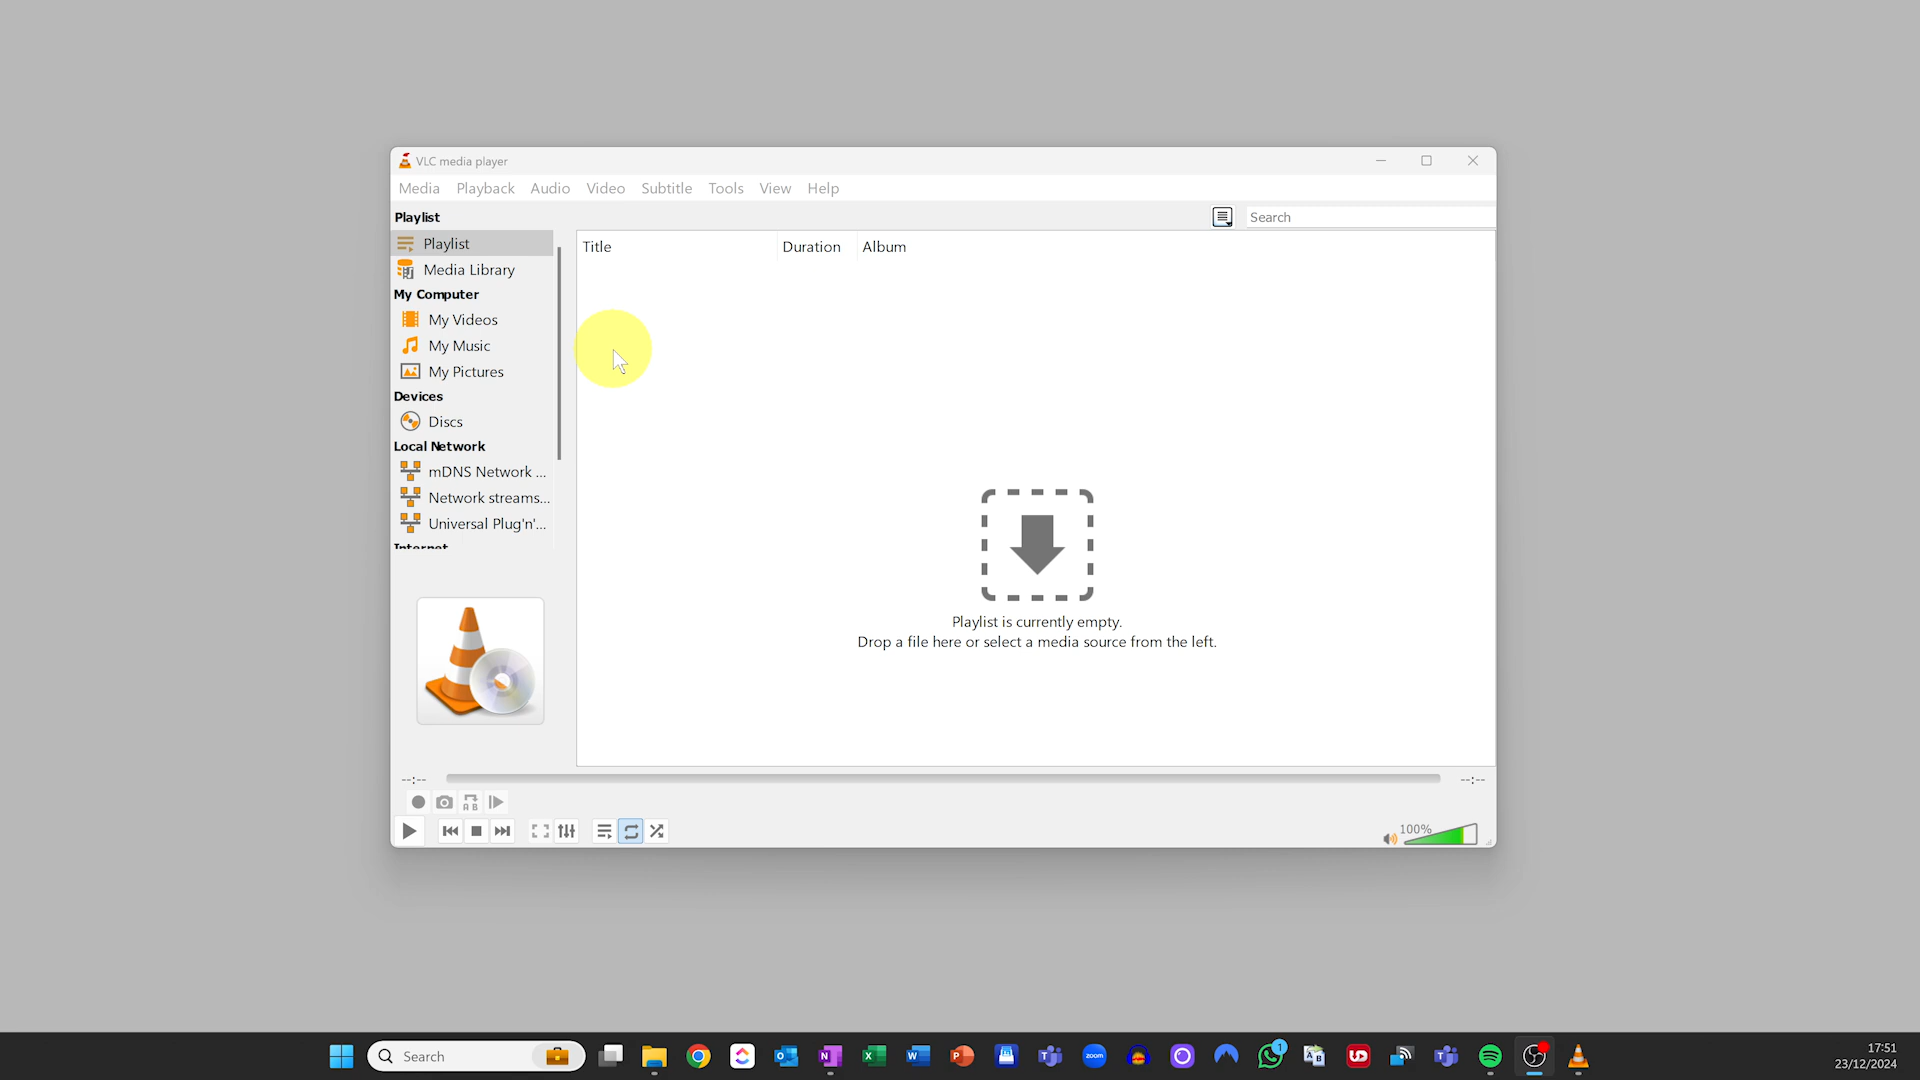 VLC media player
Media Playback Audio Video Subtitle Tools View Help
Playlist
Search
Playlist
Title Duration Album
Media Library
My Computer
My Videos
My Music
My Pictures
Devices
Discs
Local Network
mDNS Network ...
Network streams...
Universal Plug'n'...
Internet
Playlist is currently empty.
Drop a file here or select a media source from the left.
--:-- --:--
100%
Search
zoom
1
17:51
23/12/2024